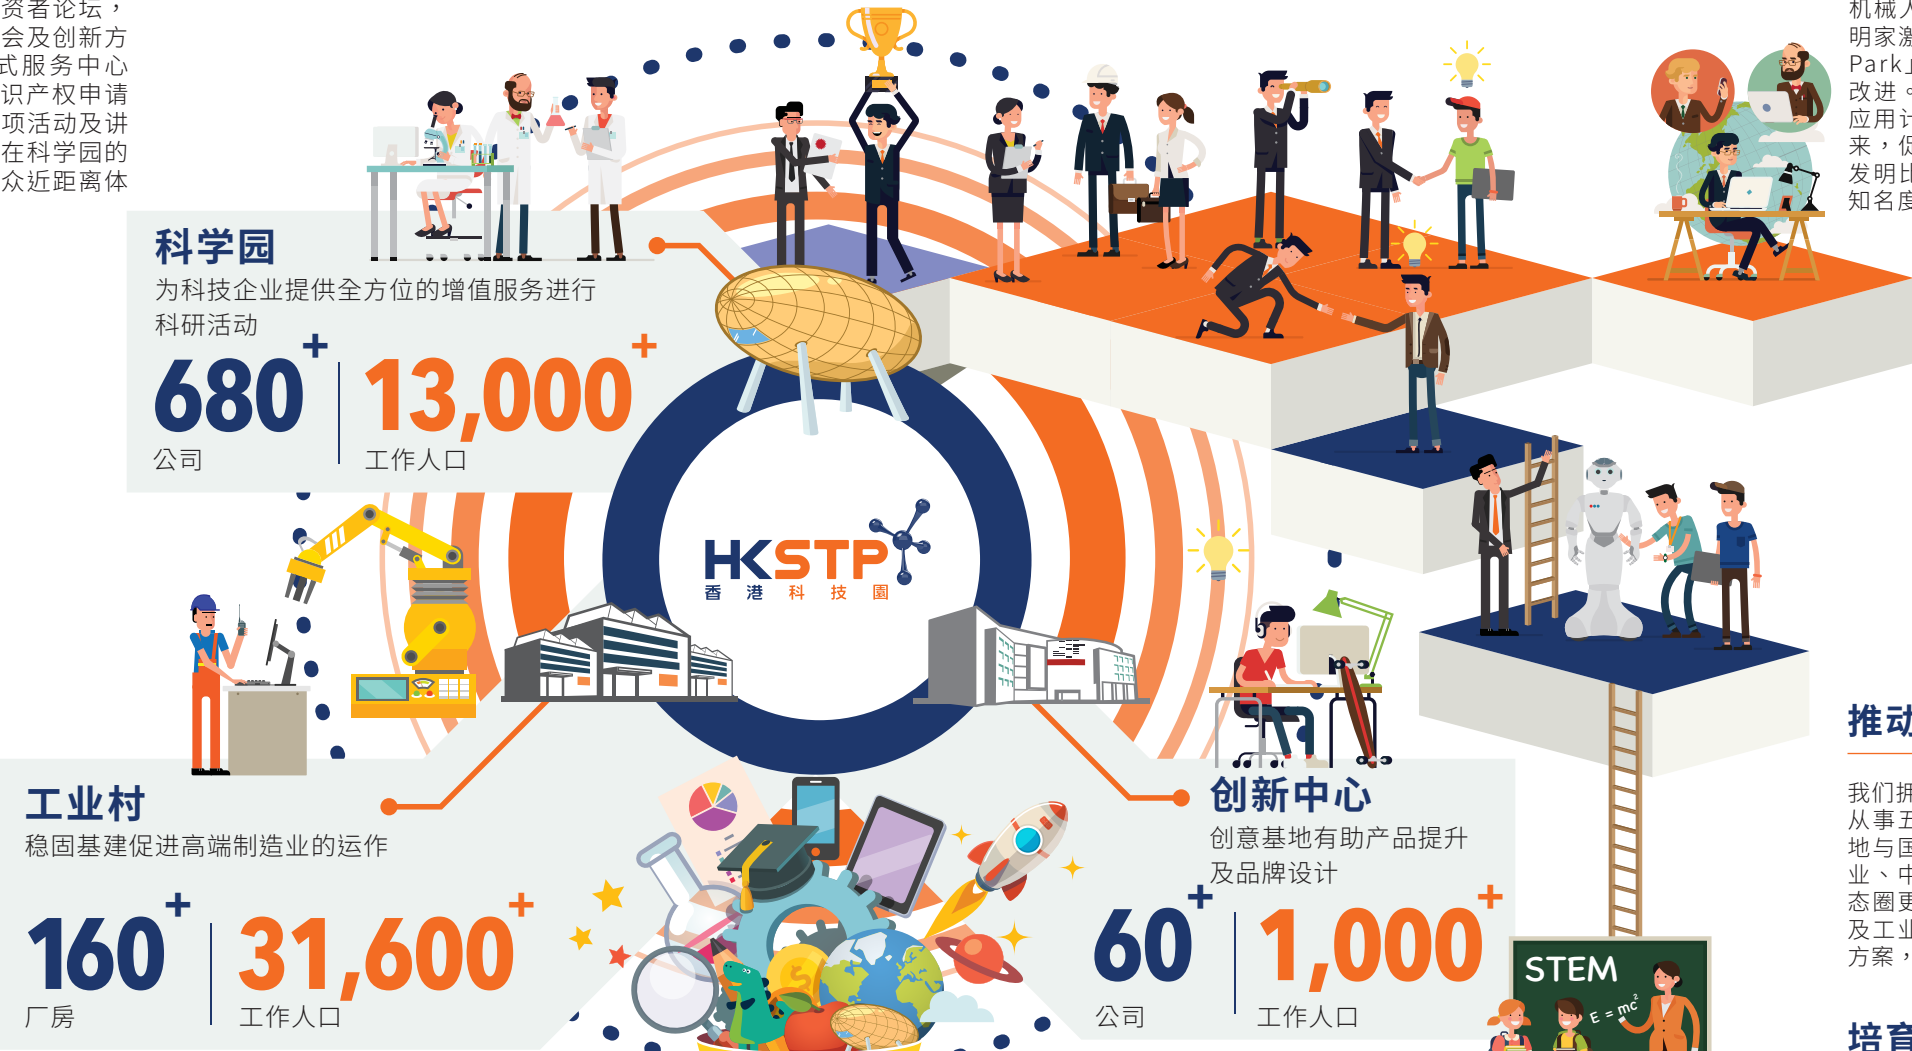 资者论坛，
会及创新方
式服务中心
识产权申请
项活动及讲
在科学园的
众近距离体
科学园
为科技企业提供全方位的增值服务进行
科研活动
680+
公司
13,000+
工作人口
HKSTP
香港科技園
工业村
稳固基建促进高端制造业的运作
160+
厂房
31,600+
工作人口
创新中心
创意基地有助产品提升
及品牌设计
60+
公司
1,000+
工作人口
STEM
E = mc²
机械人
明家激
Park」
改进。
应用计
来，促
发明比
知名度
推动
我们拥
从事五
地与国
业、中
态圈更
及工业
方案，
培育